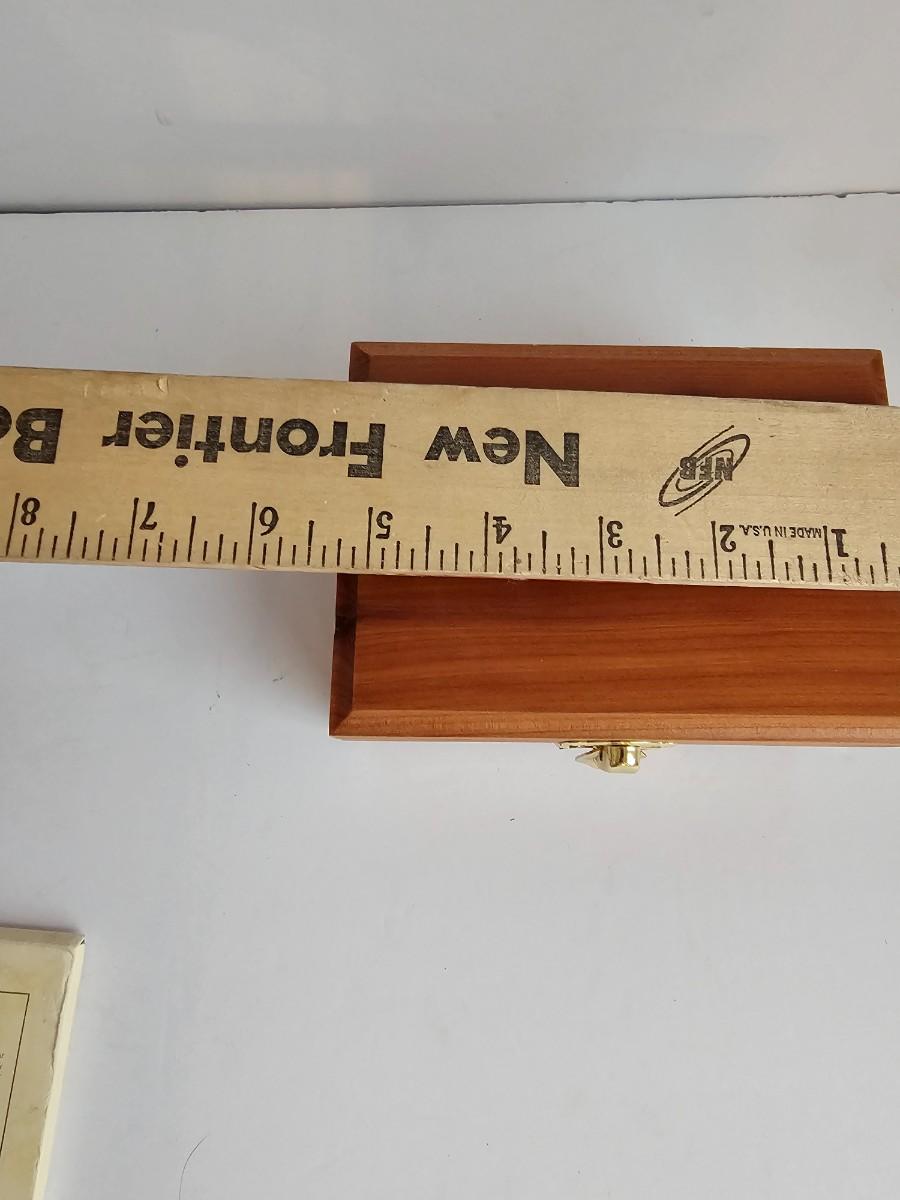 New Frontier B
NFB
MADE IN U.S.A.
1 2 3 4 5 6 7 8